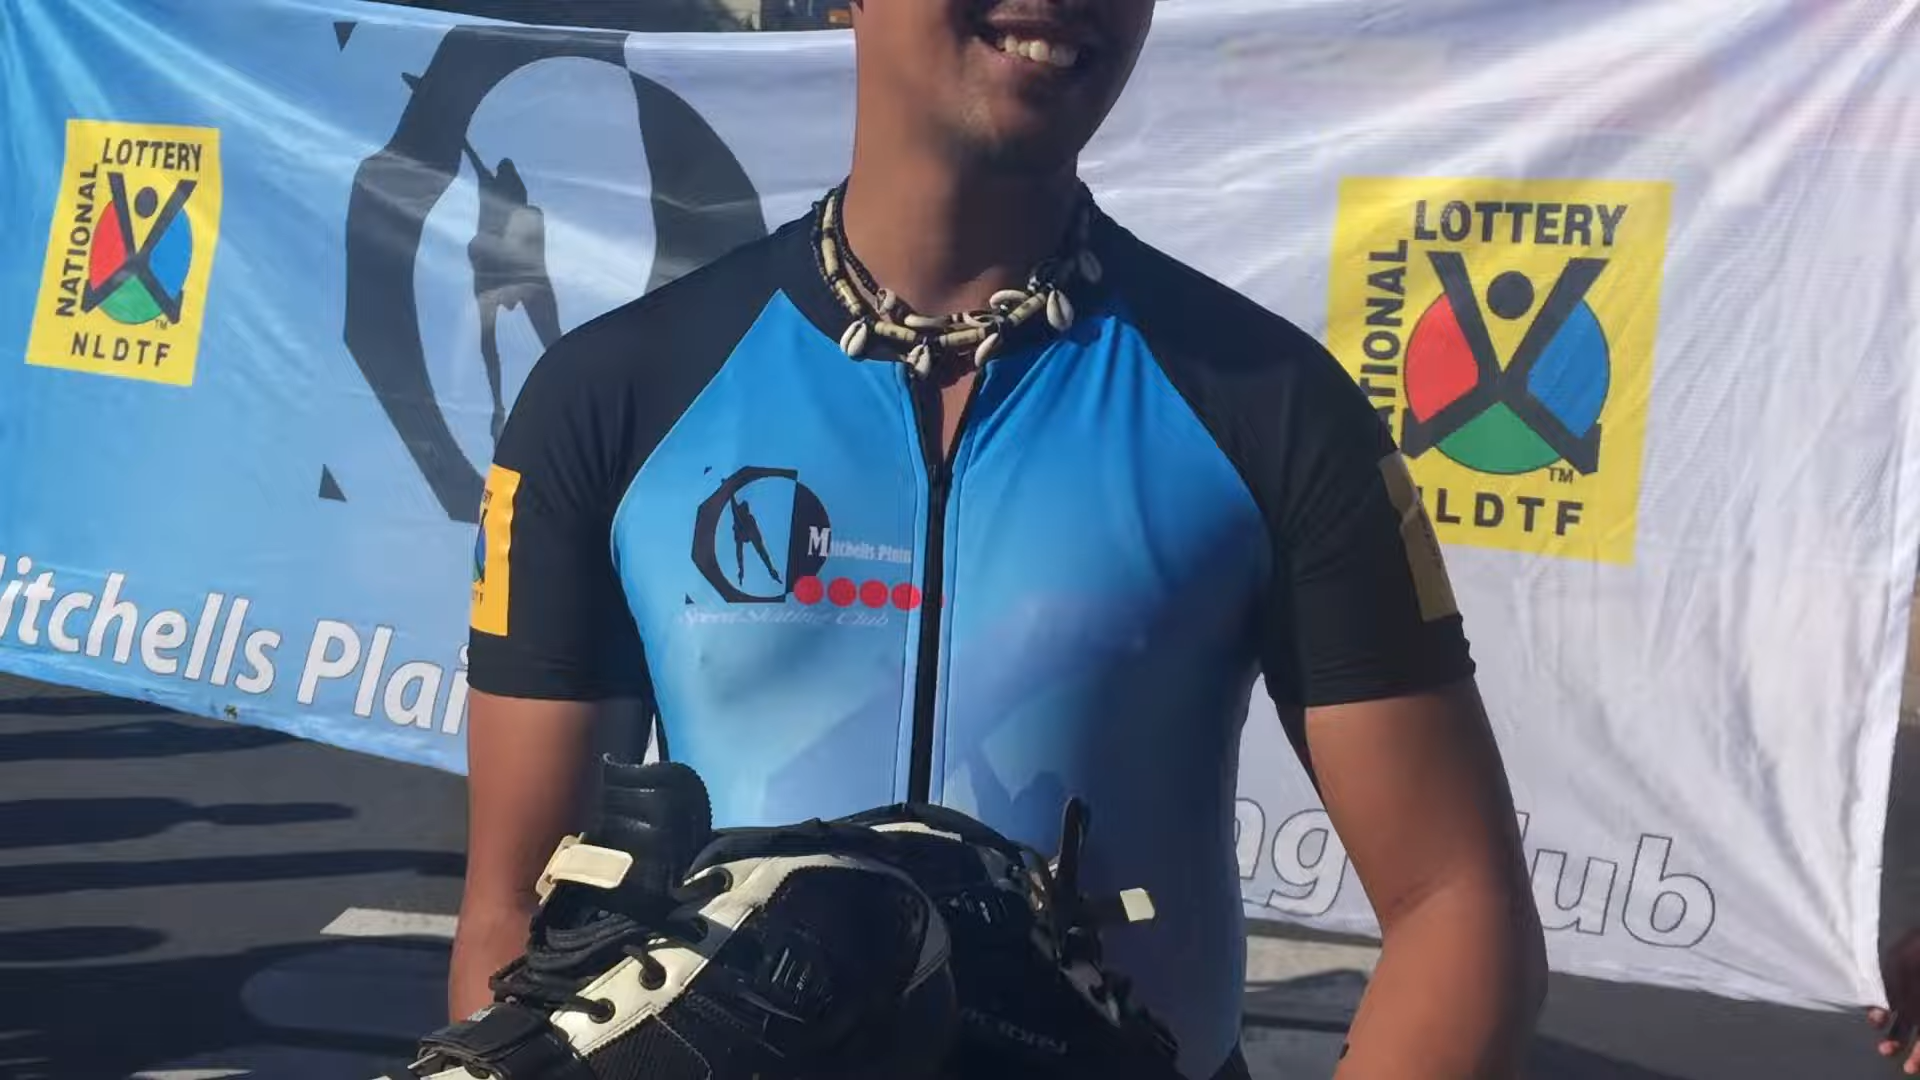 NATIONAL LOTTERY
TM
NLDTF
NATIONAL LOTTERY
TM
NLDTF
Mitchells Plain
Speed Skating Club
itchells Plai
ng Club